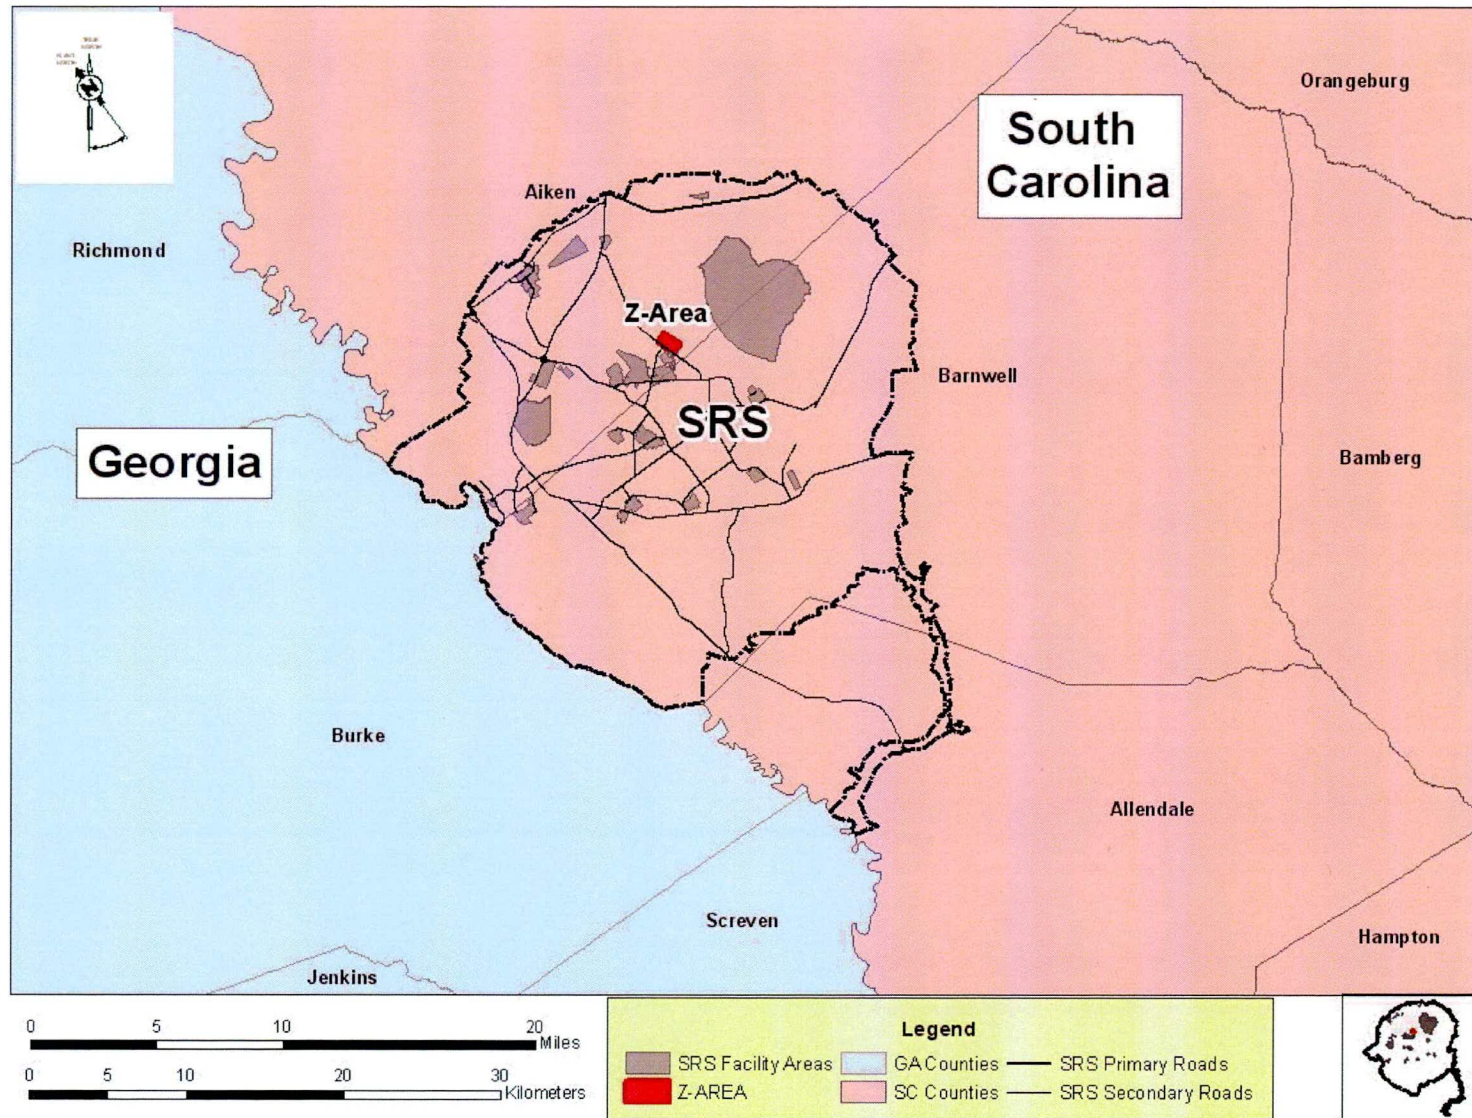 Orangeburg
South
Carolina
Aiken
Richmond
Z-Area
Barnwell
SRS
Georgia
Bamberg
Burke
Allendale
Screven
Hampton
Jenkins
0 5 10 20
Miles
0 5 10 20 30
Kilometers
Legend
SRS Facility Areas GA Counties SRS Primary Roads
Z-AREA SC Counties SRS Secondary Roads